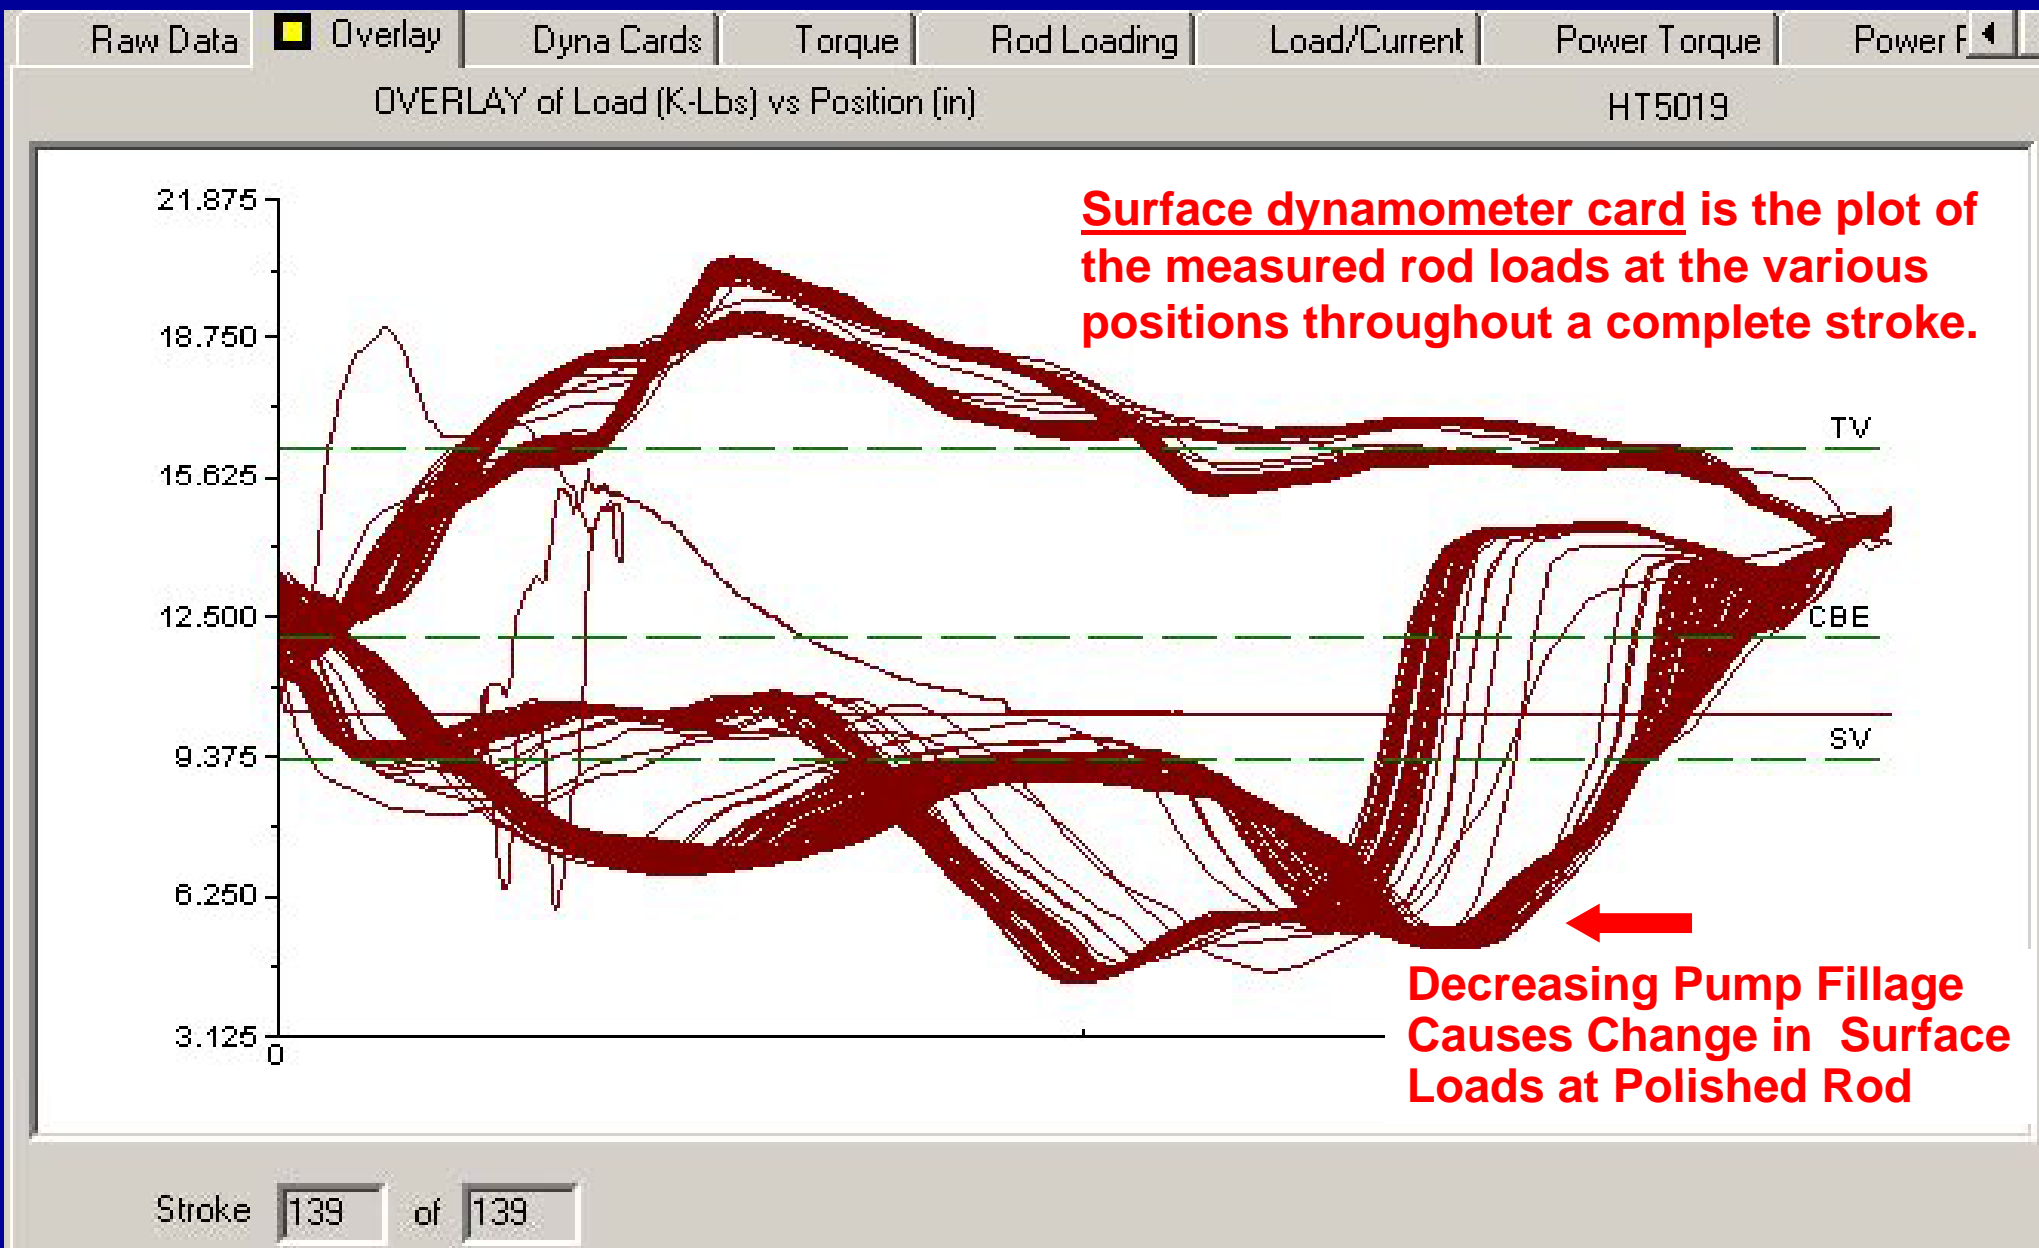 Raw Data Overlay Dyna Cards Torque Rod Loading Load/Current Power Torque Power
OVERLAY of Load (K-Lbs) vs Position (in) HT5019
21.875
18.750
15.625
12.500
9.375
6.250
3.125
0
Surface dynamometer card is the plot of
the measured rod loads at the various
positions throughout a complete stroke.
TV
CBE
SV
Decreasing Pump Fillage
Causes Change in Surface
Loads at Polished Rod
Stroke 139 of 139